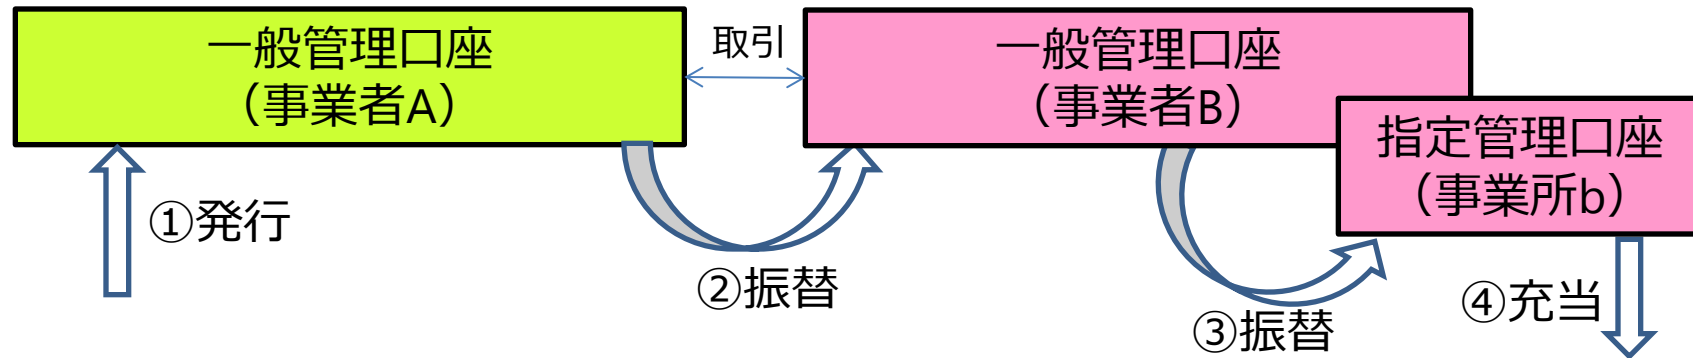 一般管理口座
（事業者A）
取引
一般管理口座
（事業者B）
指定管理口座
（事業所b）
①発行
②振替
③振替
④充当